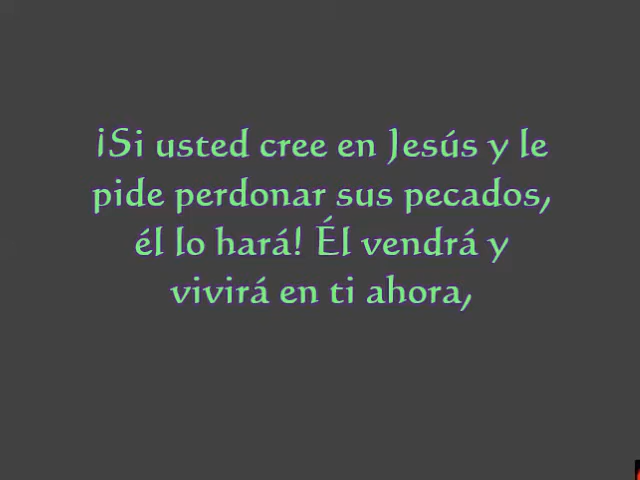 ¡Si usted cree en Jesús y le
pide perdonar sus pecados,
él lo hará! Él vendrá y
vivirá en ti ahora,